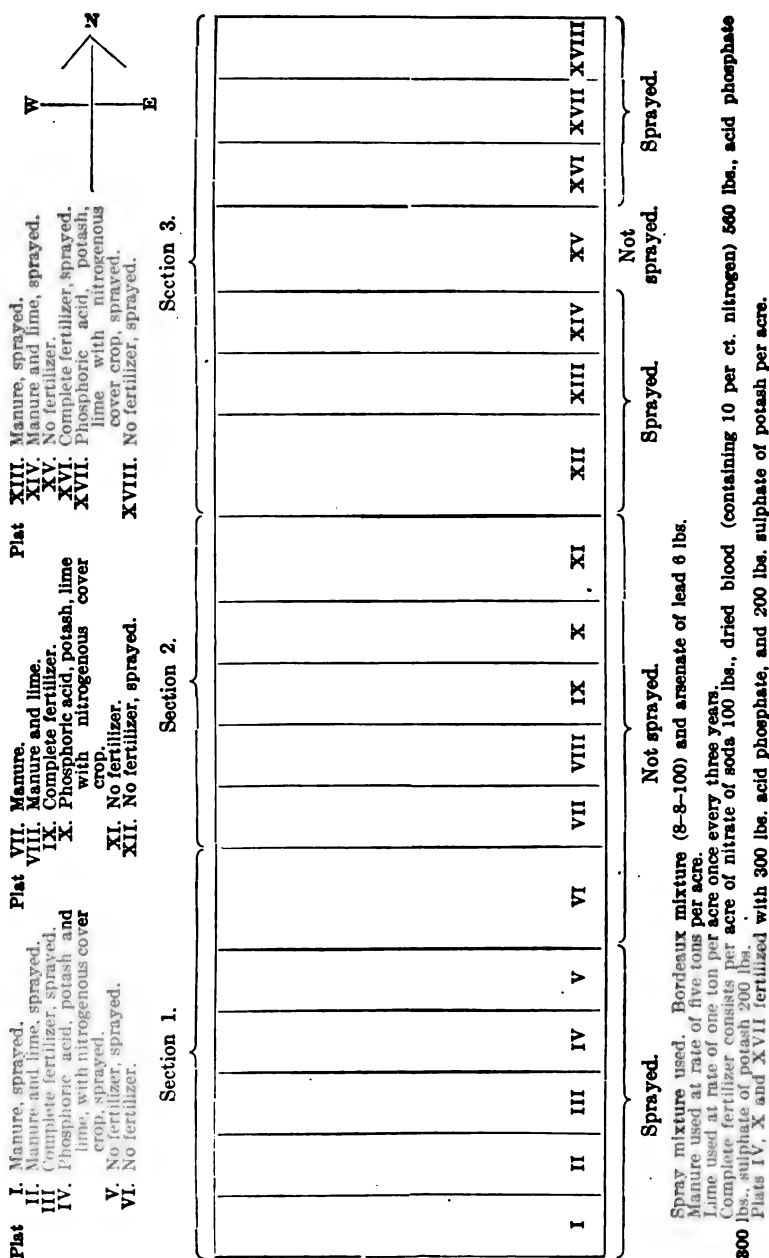 N
W
E
Plat I. Manure, sprayed.
II. Manure and lime, sprayed.
III Complete fertilizer, sprayed.
IV. Phosphoric acid, potash and
lime, with nitrogenous cover
crop, sprayed.
V. No fertilizer, sprayed.
VI. No fertilizer.
Plat VII. Manure.
VIII. Manure and lime.
IX. Complete fertilizer.
X. Phosphoric acid, potash, lime
with nitrogenous cover
crop.
XI. No fertilizer.
XII. No fertilizer, sprayed.
Plat XIII. Manure, sprayed.
XIV. Manure and lime, sprayed.
XV. No fertilizer.
XVI. Complete fertilizer, sprayed.
XVII. Phosphoric acid, potash,
lime with nitrogenous
cover crop, sprayed.
XVIII. No fertilizer, sprayed.
Section 1. Section 2. Section 3.
I II III IV V VI VII VIII IX X XI XII XIII XIV XV XVI XVII XVIII
Sprayed. Not sprayed. Sprayed. Not
sprayed. Sprayed.
Spray mixture used. Bordeaux mixture (8-8-100) and arsenate of lead 6 lbs.
Manure used at rate of five tons per acre.
Lime used at rate of one ton per acre once every three years.
Complete fertilizer consists per acre of nitrate of soda 100 lbs., dried blood (containing 10 per ct. nitrogen) 560 lbs., acid phosphate
300 lbs., sulphate of potash 200 lbs.
Plats IV, X and XVII fertilized with 300 lbs. acid phosphate, and 200 lbs. sulphate of potash per acre.